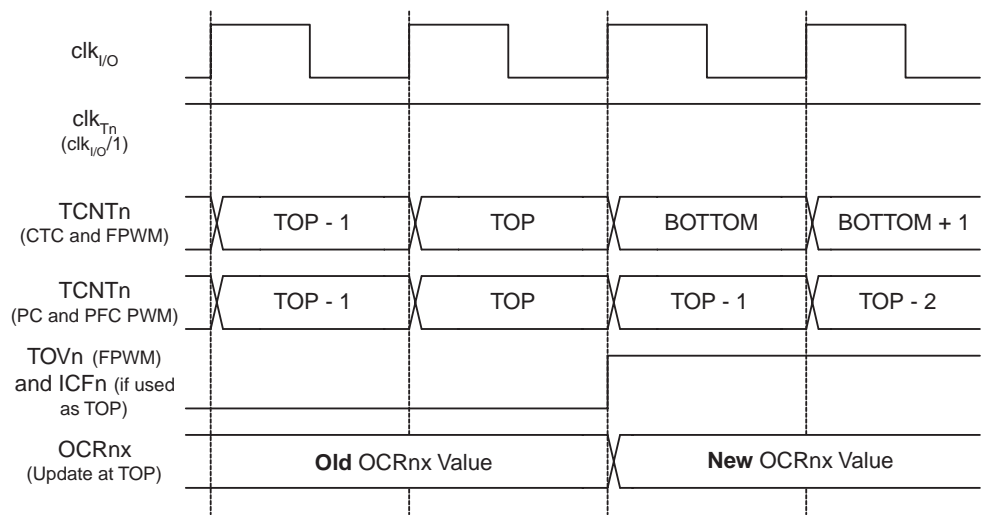 clkI/O
clkTn
(clkI/O/1)
TCNTn
(CTC and FPWM)
TOP - 1
TOP
BOTTOM
BOTTOM + 1
TCNTn
(PC and PFC PWM)
TOP - 1
TOP
TOP - 1
TOP - 2
TOVn (FPWM)
and ICFn (if used
as TOP)
OCRnx
(Update at TOP)
Old OCRnx Value
New OCRnx Value